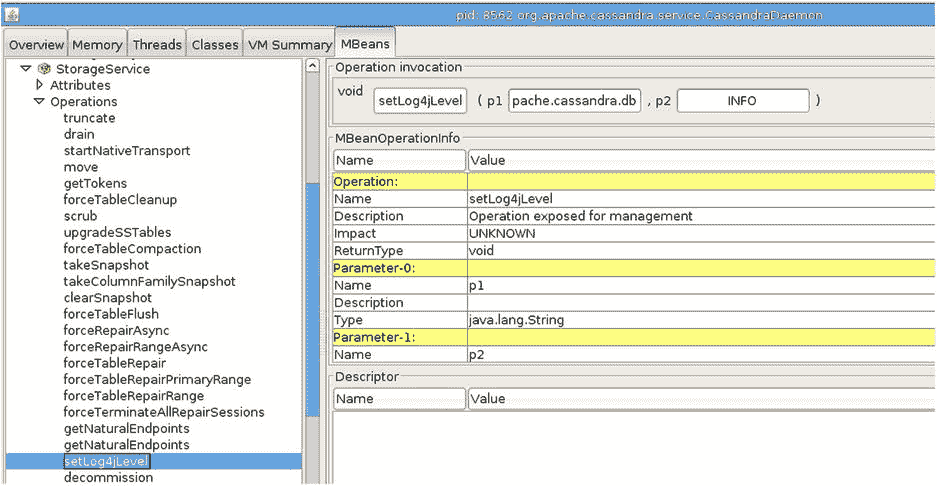 pid: 8562 org.apache.cassandra.service.CassandraDaemon
Overview Memory Threads Classes VM Summary MBeans
StorageService
Attributes
Operations
truncate
drain
startNativeTransport
move
getTokens
forceTableCleanup
scrub
upgradeSSTables
forceTableCompaction
takeSnapshot
takeColumnFamilySnapshot
clearSnapshot
forceTableFlush
forceRepairAsync
forceRepairRangeAsync
forceTableRepair
forceTableRepairPrimaryRange
forceTableRepairRange
forceTerminateAllRepairSessions
getNaturalEndpoints
getNaturalEndpoints
setLog4jLevel
decommission
Operation invocation
void setLog4jLevel ( p1 pache.cassandra.db , p2 INFO )
MBeanOperationInfo
Name Value
Operation:
Name setLog4jLevel
Description Operation exposed for management
Impact UNKNOWN
ReturnType void
Parameter-0:
Name p1
Description
Type java.lang.String
Parameter-1:
Name p2
Descriptor
Name Value